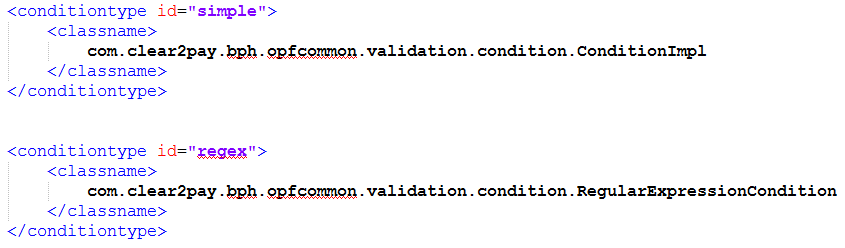 <conditiontype id="simple">
<classname>
com.clear2pay.bph.opfcommon.validation.condition.ConditionImpl
</classname>
</conditiontype>
<conditiontype id="regex">
<classname>
com.clear2pay.bph.opfcommon.validation.condition.RegularExpressionCondition
</classname>
</conditiontype>